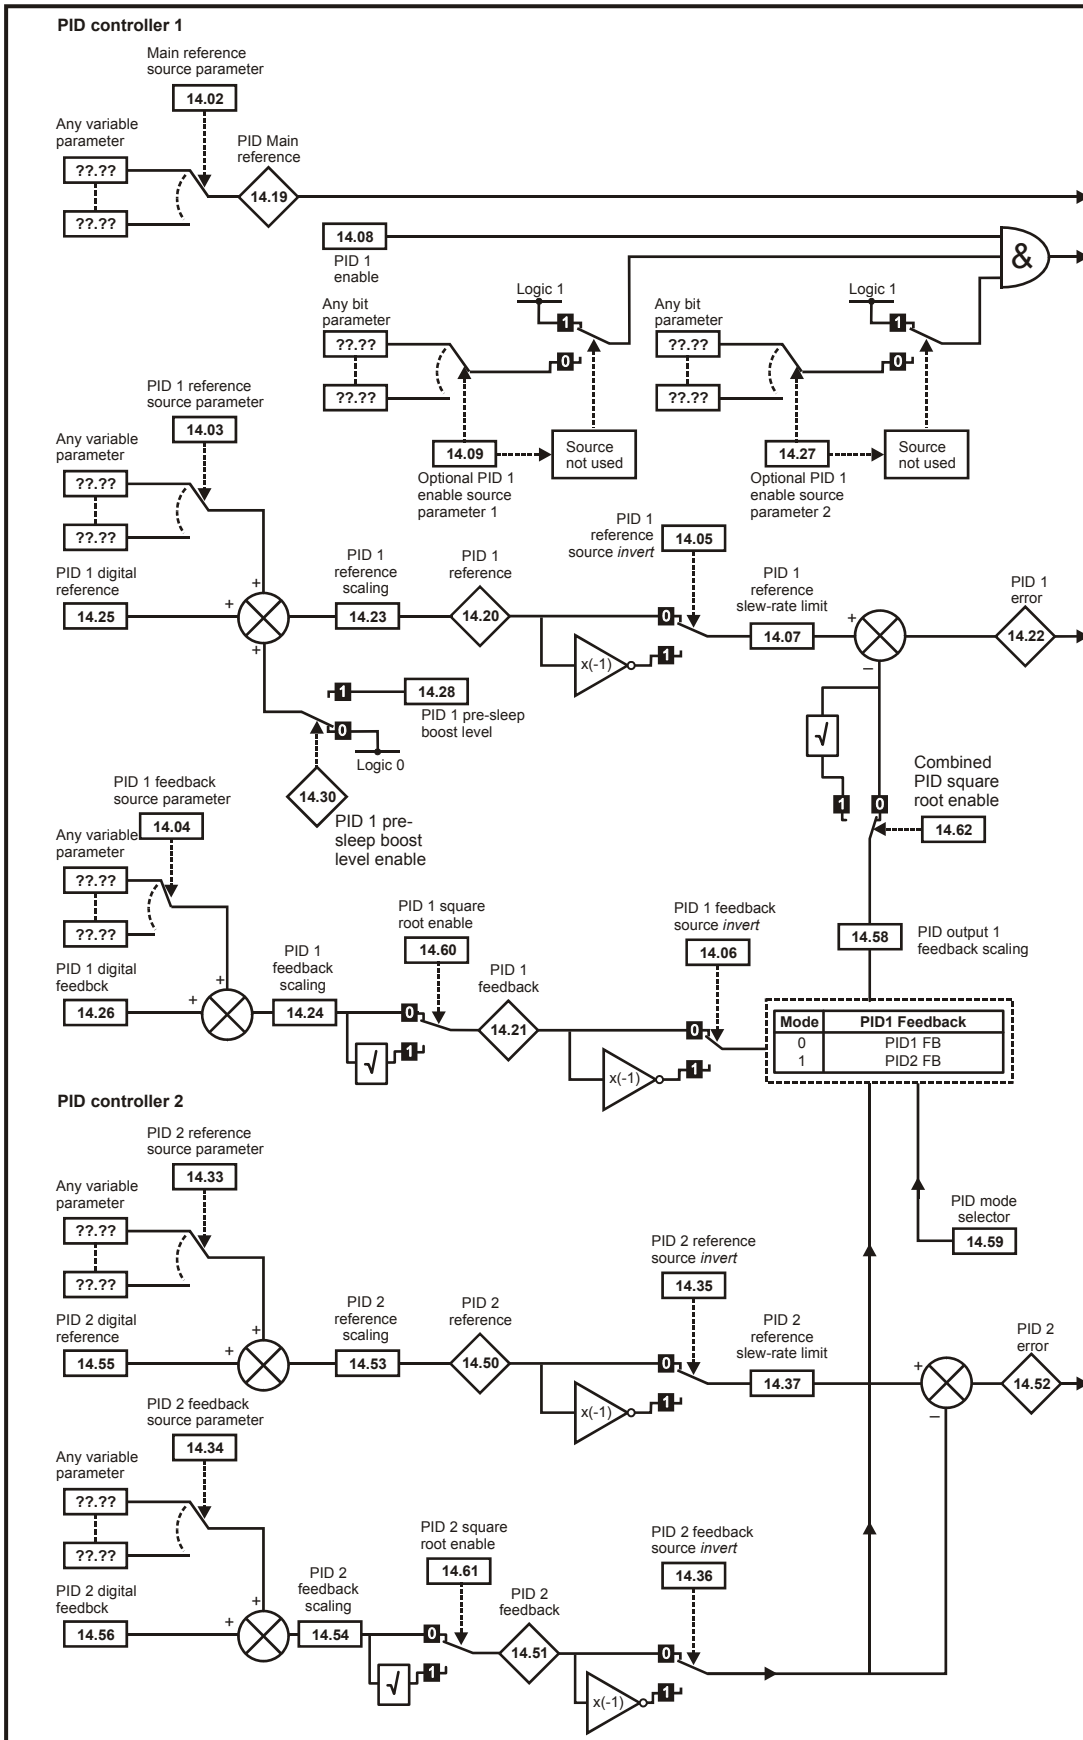 PID controller 1
Main reference
source parameter
14.02
Any variable
parameter
??.??
??.??
PID Main
reference
14.19
14.08
PID 1
enable
&
Logic 1
1
0
Any bit
parameter
??.??
??.??
14.09
Source
not used
Optional PID 1
enable source
parameter 1
Logic 1
1
0
Any bit
parameter
??.??
??.??
14.27
Source
not used
Optional PID 1
enable source
parameter 2
PID 1 reference
source parameter
14.03
Any variable
parameter
??.??
??.??
PID 1 digital
reference
14.25
+
+
+
PID 1
reference
scaling
14.23
PID 1
reference
14.20
PID 1
reference
source invert
14.05
0
1
x(-1)
PID 1
reference
slew-rate limit
14.07
+
–
PID 1
error
14.22
1
14.28
PID 1 pre-sleep
boost level
0
Logic 0
14.30
PID 1 pre-
sleep boost
level enable
√
1
0
Combined
PID square
root enable
14.62
14.58
PID output 1
feedback scaling
PID 1 feedback
source parameter
14.04
Any variable
parameter
??.??
??.??
PID 1 digital
feedbck
14.26
+
+
PID 1
feedback
scaling
14.24
PID 1 square
root enable
14.60
0
1
√
PID 1
feedback
14.21
PID 1 feedback
source invert
14.06
0
1
x(-1)
Mode PID1 Feedback
0 PID1 FB
1 PID2 FB
PID controller 2
PID 2 reference
source parameter
14.33
Any variable
parameter
??.??
??.??
PID 2 digital
reference
14.55
+
+
PID 2
reference
scaling
14.53
PID 2
reference
14.50
PID 2 reference
source invert
14.35
0
1
x(-1)
PID 2
reference
slew-rate limit
14.37
PID mode
selector
14.59
+
–
PID 2
error
14.52
PID 2 feedback
source parameter
14.34
Any variable
parameter
??.??
??.??
PID 2 digital
feedbck
14.56
+
+
PID 2
feedback
scaling
14.54
PID 2 square
root enable
14.61
0
1
√
PID 2
feedback
14.51
PID 2 feedback
source invert
14.36
0
1
x(-1)